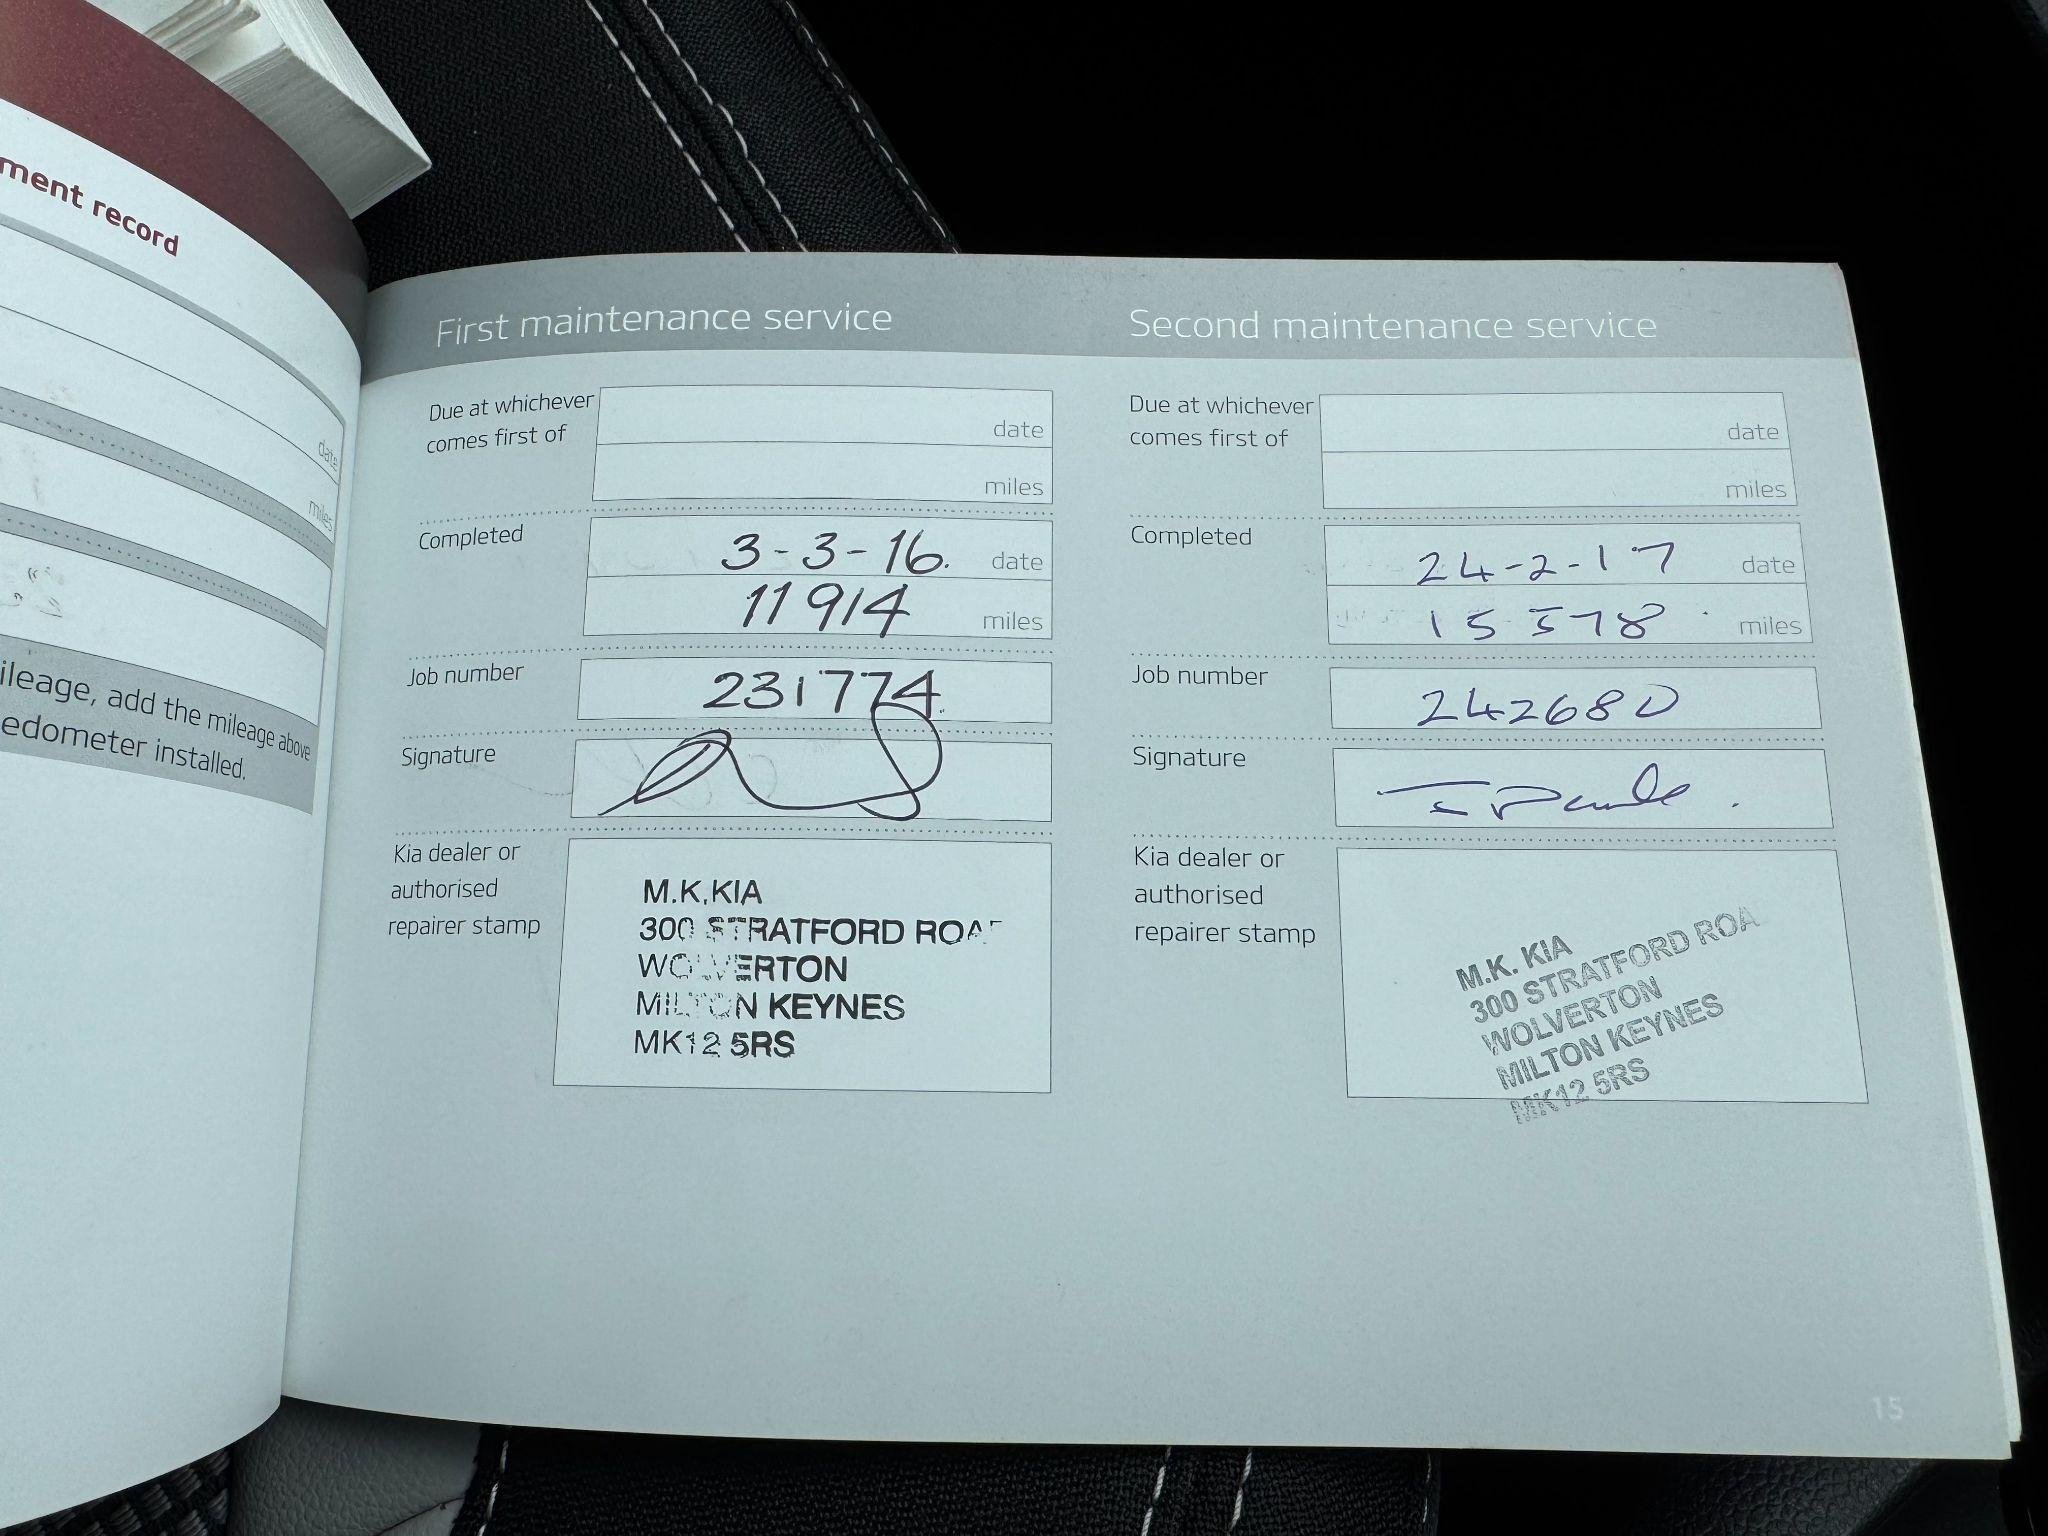 ment record
date
miles
ileage, add the mileage above
edometer installed.
First maintenance service
Due at whichever
comes first of
date
miles
Completed
3-3-16. date
11914 miles
Job number
231774
Signature
Kia dealer or
authorised
repairer stamp
M.K.KIA
300 STRATFORD ROAD
WOLVERTON
MILTON KEYNES
MK12 5RS
Second maintenance service
Due at whichever
comes first of
date
miles
Completed
24-2-17 date
15578 miles
Job number
242680
Signature
Kia dealer or
authorised
repairer stamp
M.K. KIA
300 STRATFORD ROA
WOLVERTON
MILTON KEYNES
MK12 5RS
15